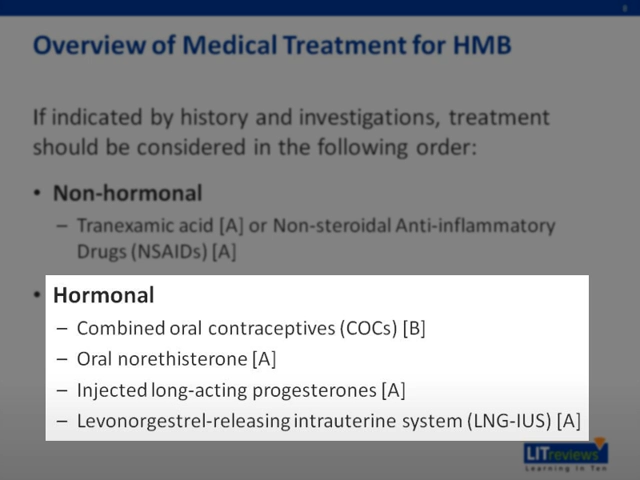 8
Overview of Medical Treatment for HMB
If indicated by history and investigations, treatment
should be considered in the following order:
• Non-hormonal
– Tranexamic acid [A] or Non-steroidal Anti-inflammatory
Drugs (NSAIDs) [A]
• Hormonal
– Combined oral contraceptives (COCs) [B]
– Oral norethisterone [A]
– Injected long-acting progesterones [A]
– Levonorgestrel-releasing intrauterine system (LNG-IUS) [A]
LITreviews
Learning In Ten